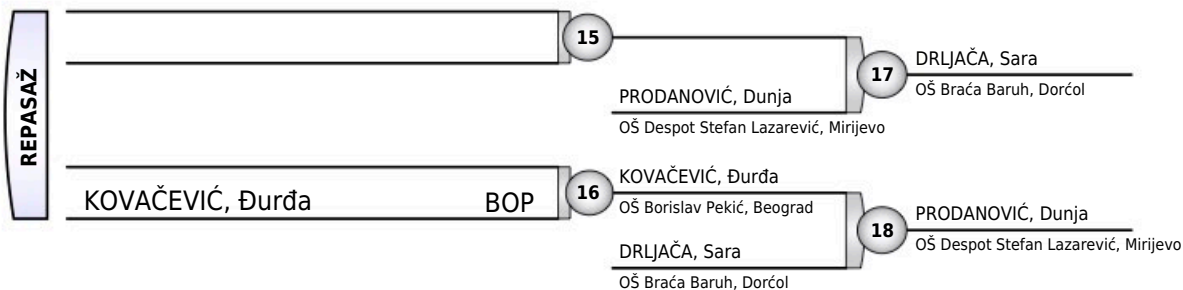 REPASAŽ
15
PRODANOVIĆ, Dunja
OŠ Despot Stefan Lazarević, Mirijevo
17
DRLJAČA, Sara
OŠ Braća Baruh, Dorćol
KOVAČEVIĆ, Đurđa BOP
16
KOVAČEVIĆ, Đurđa
OŠ Borislav Pekić, Beograd
DRLJAČA, Sara
OŠ Braća Baruh, Dorćol
18
PRODANOVIĆ, Dunja
OŠ Despot Stefan Lazarević, Mirijevo